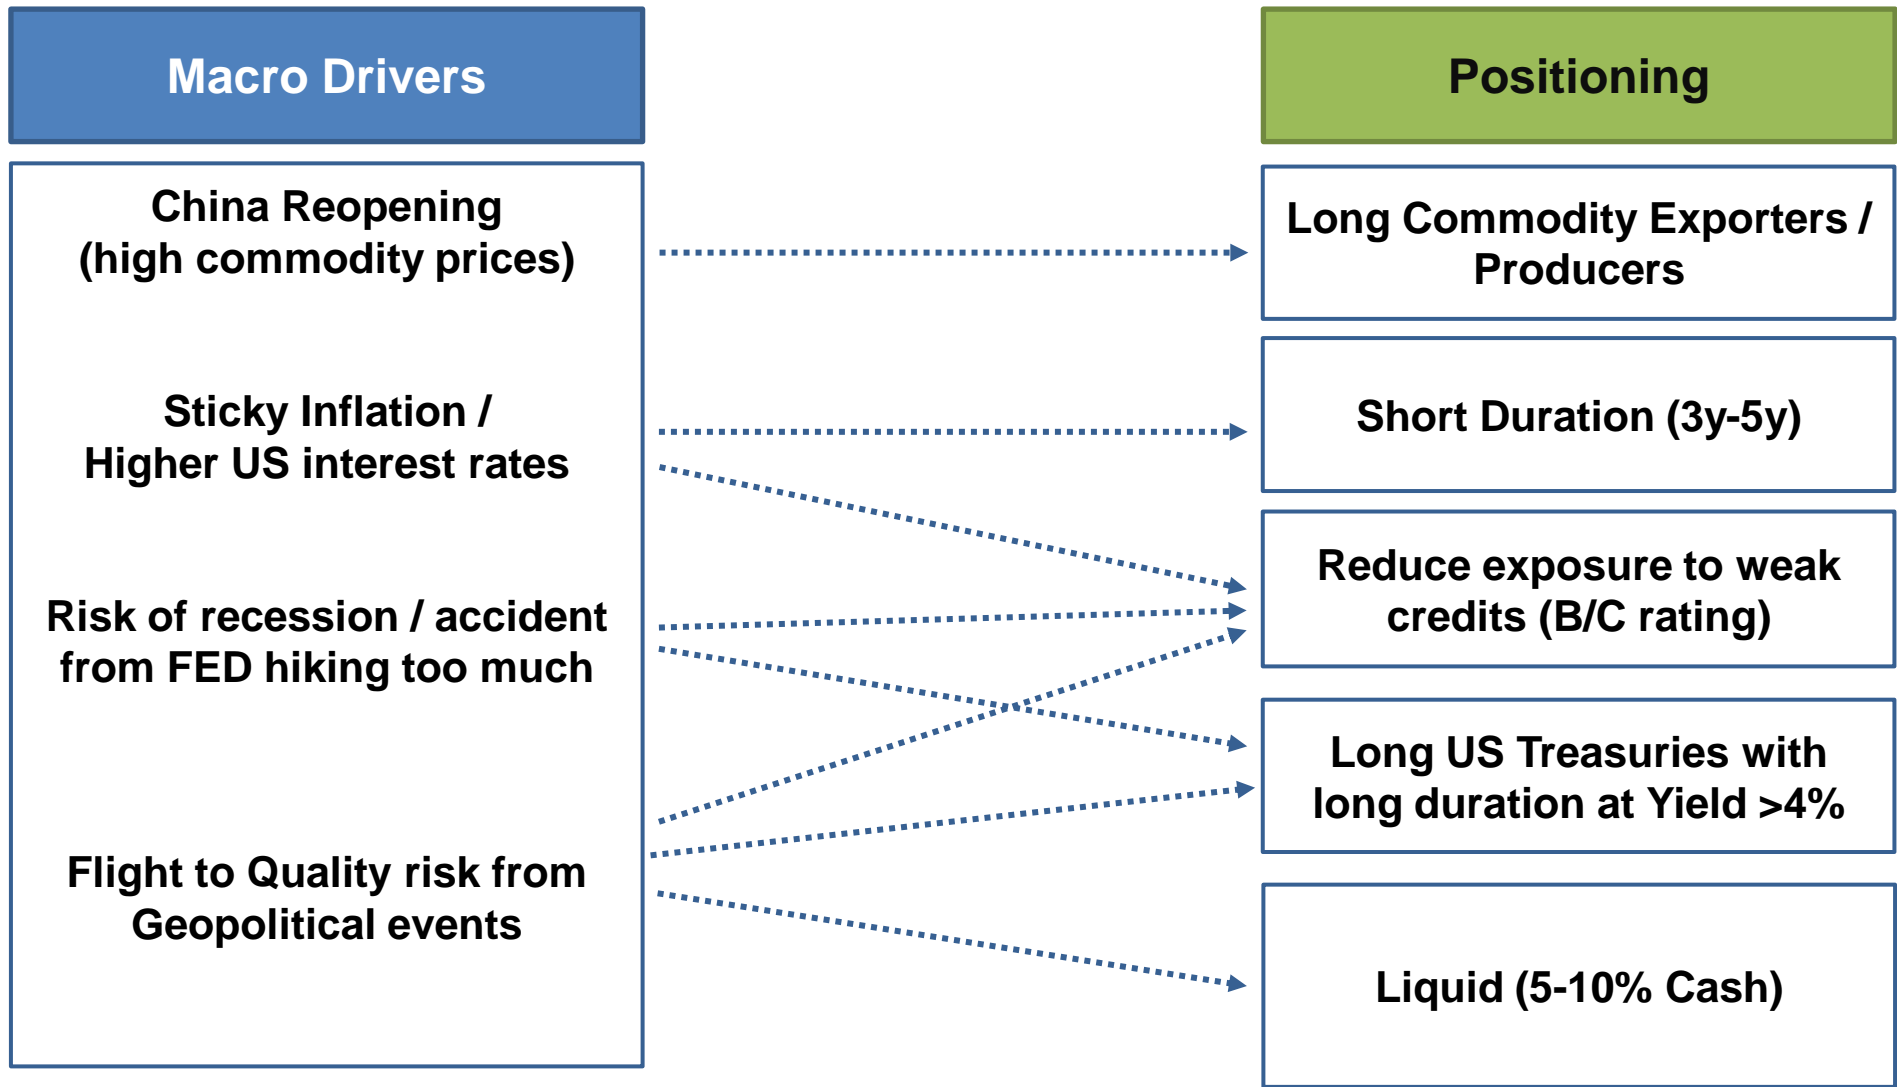 Macro Drivers
China Reopening
(high commodity prices)
Sticky Inflation /
Higher US interest rates
Risk of recession / accident
from FED hiking too much
Flight to Quality risk from
Geopolitical events
Positioning
Long Commodity Exporters /
Producers
Short Duration (3y-5y)
Reduce exposure to weak
credits (B/C rating)
Long US Treasuries with
long duration at Yield >4%
Liquid (5-10% Cash)